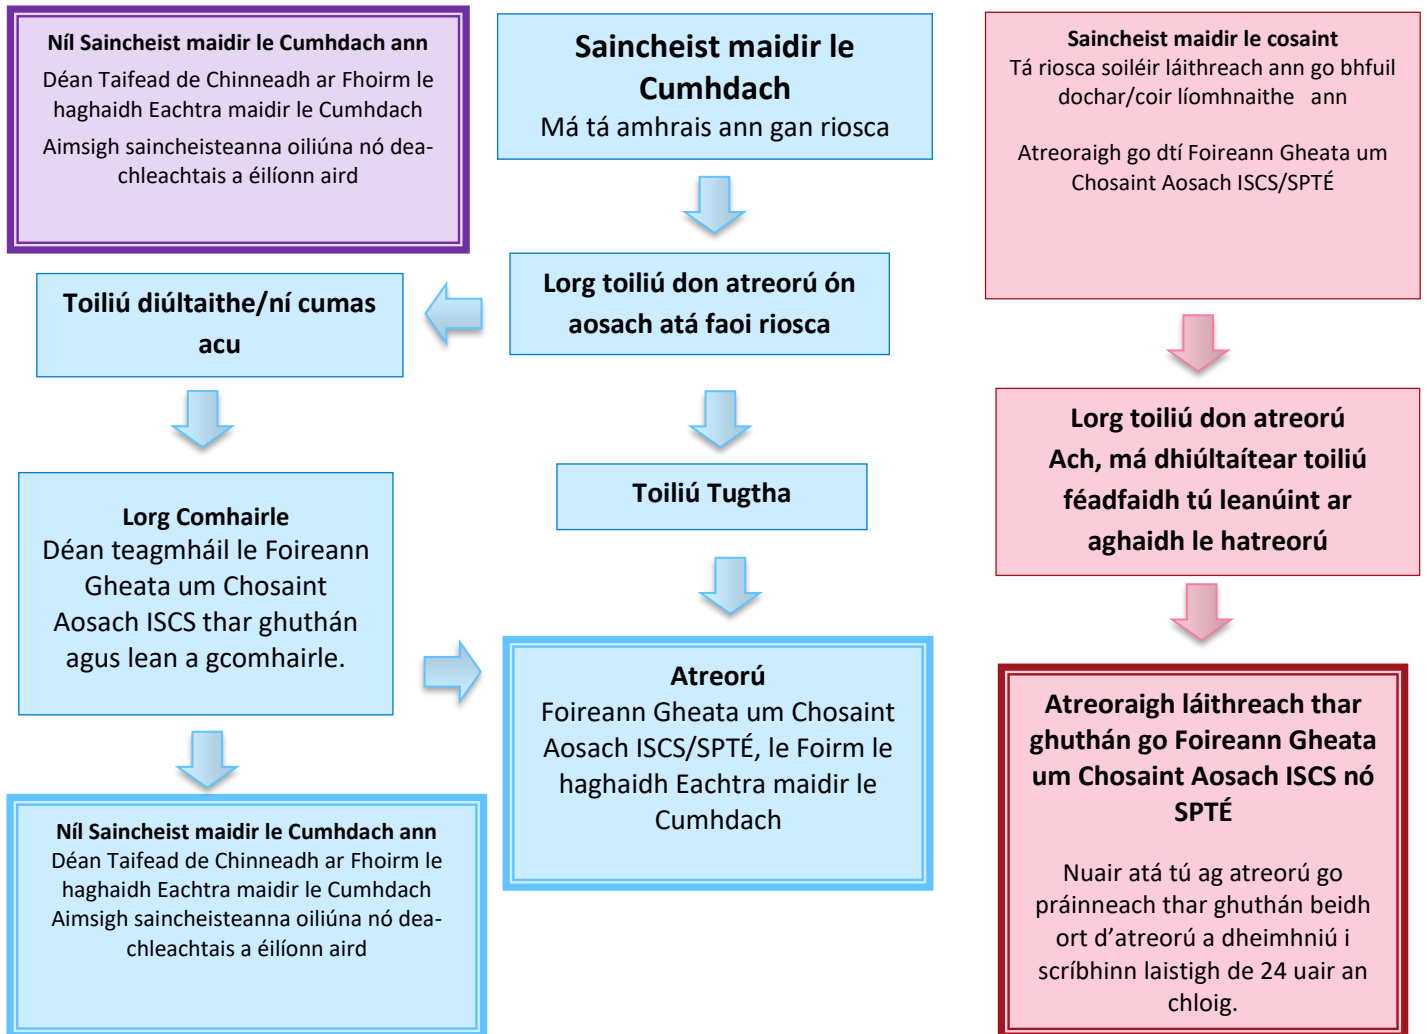 Níl Saincheist maidir le Cumhdach ann
Déan Taifead de Chinneadh ar Fhoirm le
haghaidh Eachtra maidir le Cumhdach
Aimsigh saincheisteanna oiliúna nó dea-
chleachtais a éilíonn aird
Saincheist maidir le
Cumhdach
Má tá amhrais ann gan riosca
Saincheist maidir le cosaint
Tá riosca soiléir láithreach ann go bhfuil
dochar/coir líomhnaithe ann
Atreoraigh go dtí Foireann Gheata um
Chosaint Aosach ISCS/SPTÉ
Lorg toiliú don atreorú ón
aosach atá faoi riosca
Toiliú diúltaithe/ní cumas
acu
Lorg toiliú don atreorú
Ach, má dhiúltaítear toiliú
féadfaidh tú leanúint ar
aghaidh le hatreorú
Toiliú Tugtha
Lorg Comhairle
Déan teagmháil le Foireann
Gheata um Chosaint
Aosach ISCS thar ghuthán
agus lean a gcomhairle.
Atreorú
Foireann Gheata um Chosaint
Aosach ISCS/SPTÉ, le Foirm le
haghaidh Eachtra maidir le
Cumhdach
Atreoraigh láithreach thar
ghuthán go Foireann Gheata
um Chosaint Aosach ISCS nó
SPTÉ
Nuair atá tú ag atreorú go
práinneach thar ghuthán beidh
ort d’atreorú a dheimhniú i
scríbhinn laistigh de 24 uair an
chloig.
Níl Saincheist maidir le Cumhdach ann
Déan Taifead de Chinneadh ar Fhoirm le
haghaidh Eachtra maidir le Cumhdach
Aimsigh saincheisteanna oiliúna nó dea-
chleachtais a éilíonn aird